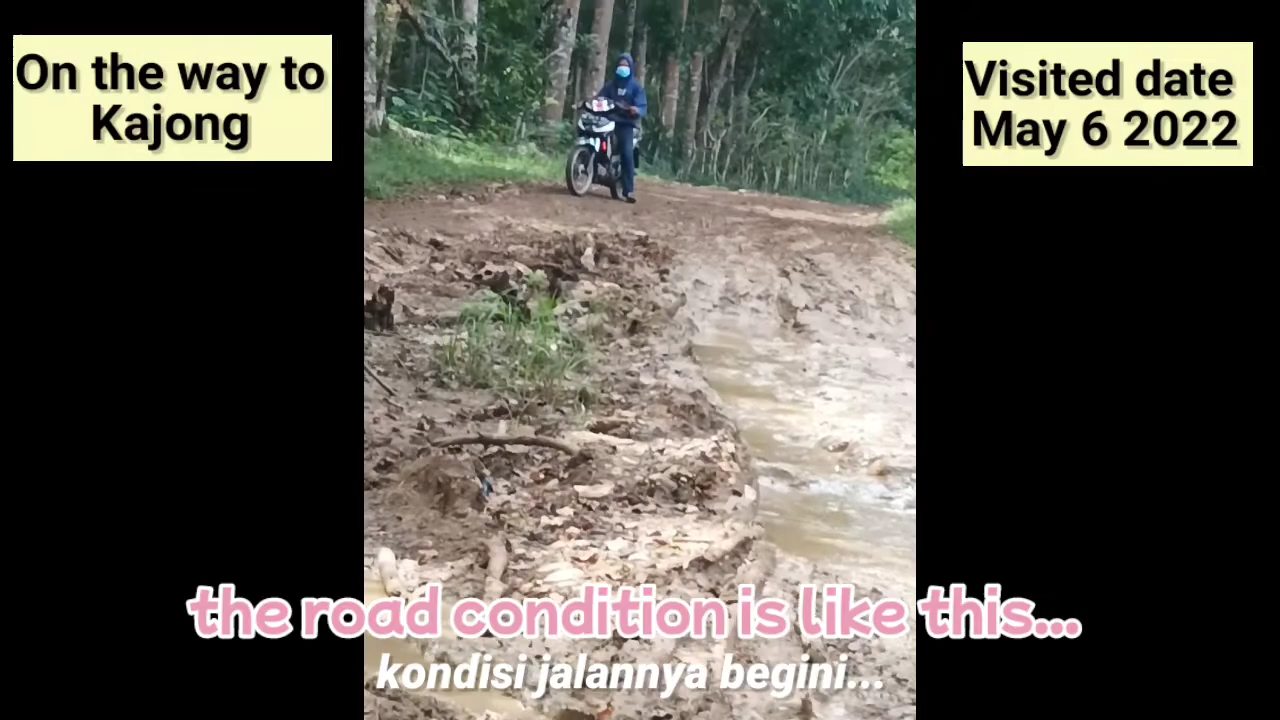 On the way to
Kajong
Visited date
May 6 2022
the road condition is like this...
kondisi jalannya begini...